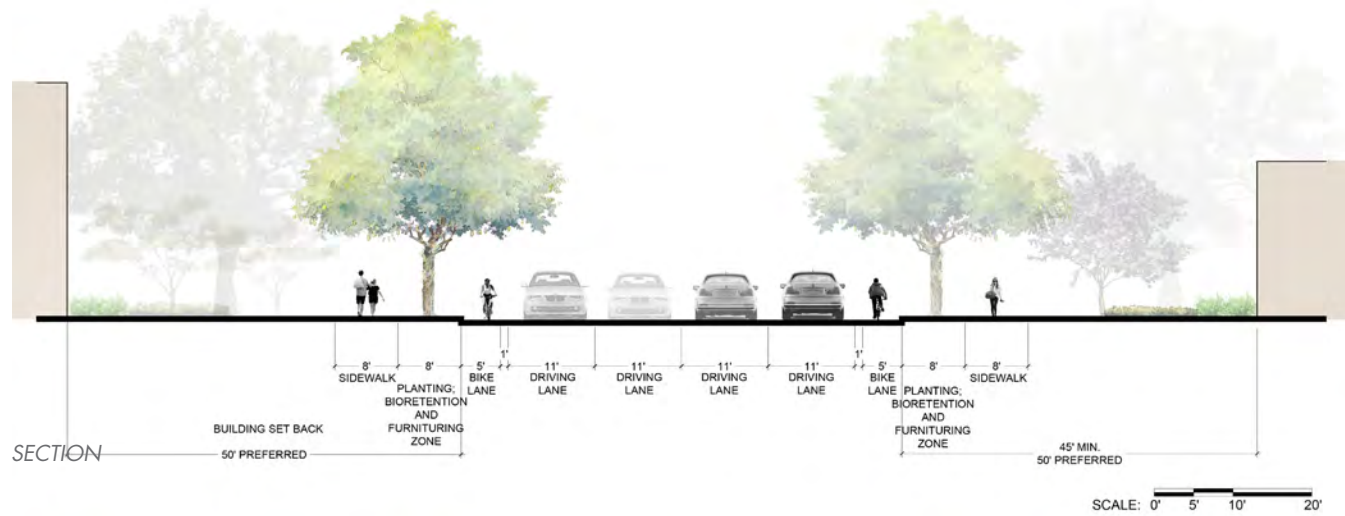 1'
1'
8'
8'
5'
11'
11'
11'
11'
5'
8'
8'
SIDEWALK
PLANTING;
BIORETENTION
AND
FURNITURING
ZONE
BIKE
LANE
DRIVING
LANE
DRIVING
LANE
DRIVING
LANE
DRIVING
LANE
BIKE
LANE
PLANTING;
BIORETENTION
AND
FURNITURING
ZONE
SIDEWALK
BUILDING SET BACK
50' PREFERRED
SECTION
45' MIN.
50' PREFERRED
SCALE: 0' 5' 10' 20'